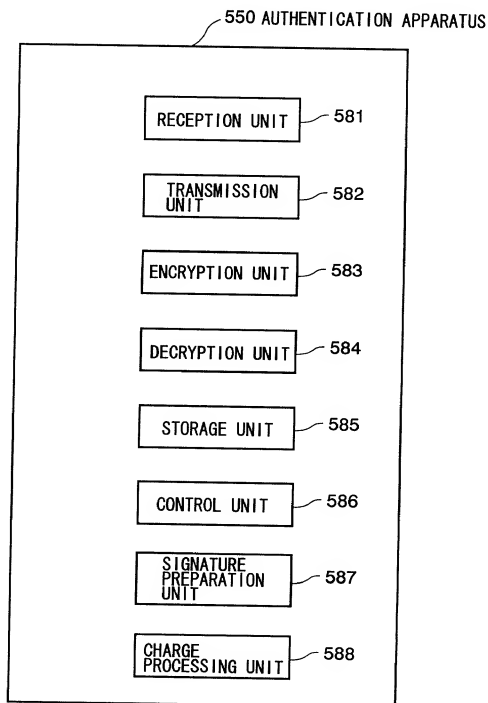 550 AUTHENTICATION APPARATUS
RECEPTION UNIT 581
TRANSMISSION
UNIT 582
ENCRYPTION UNIT 583
DECRYPTION UNIT 584
STORAGE UNIT 585
CONTROL UNIT 586
SIGNATURE
PREPARATION
UNIT 587
CHARGE
PROCESSING UNIT 588